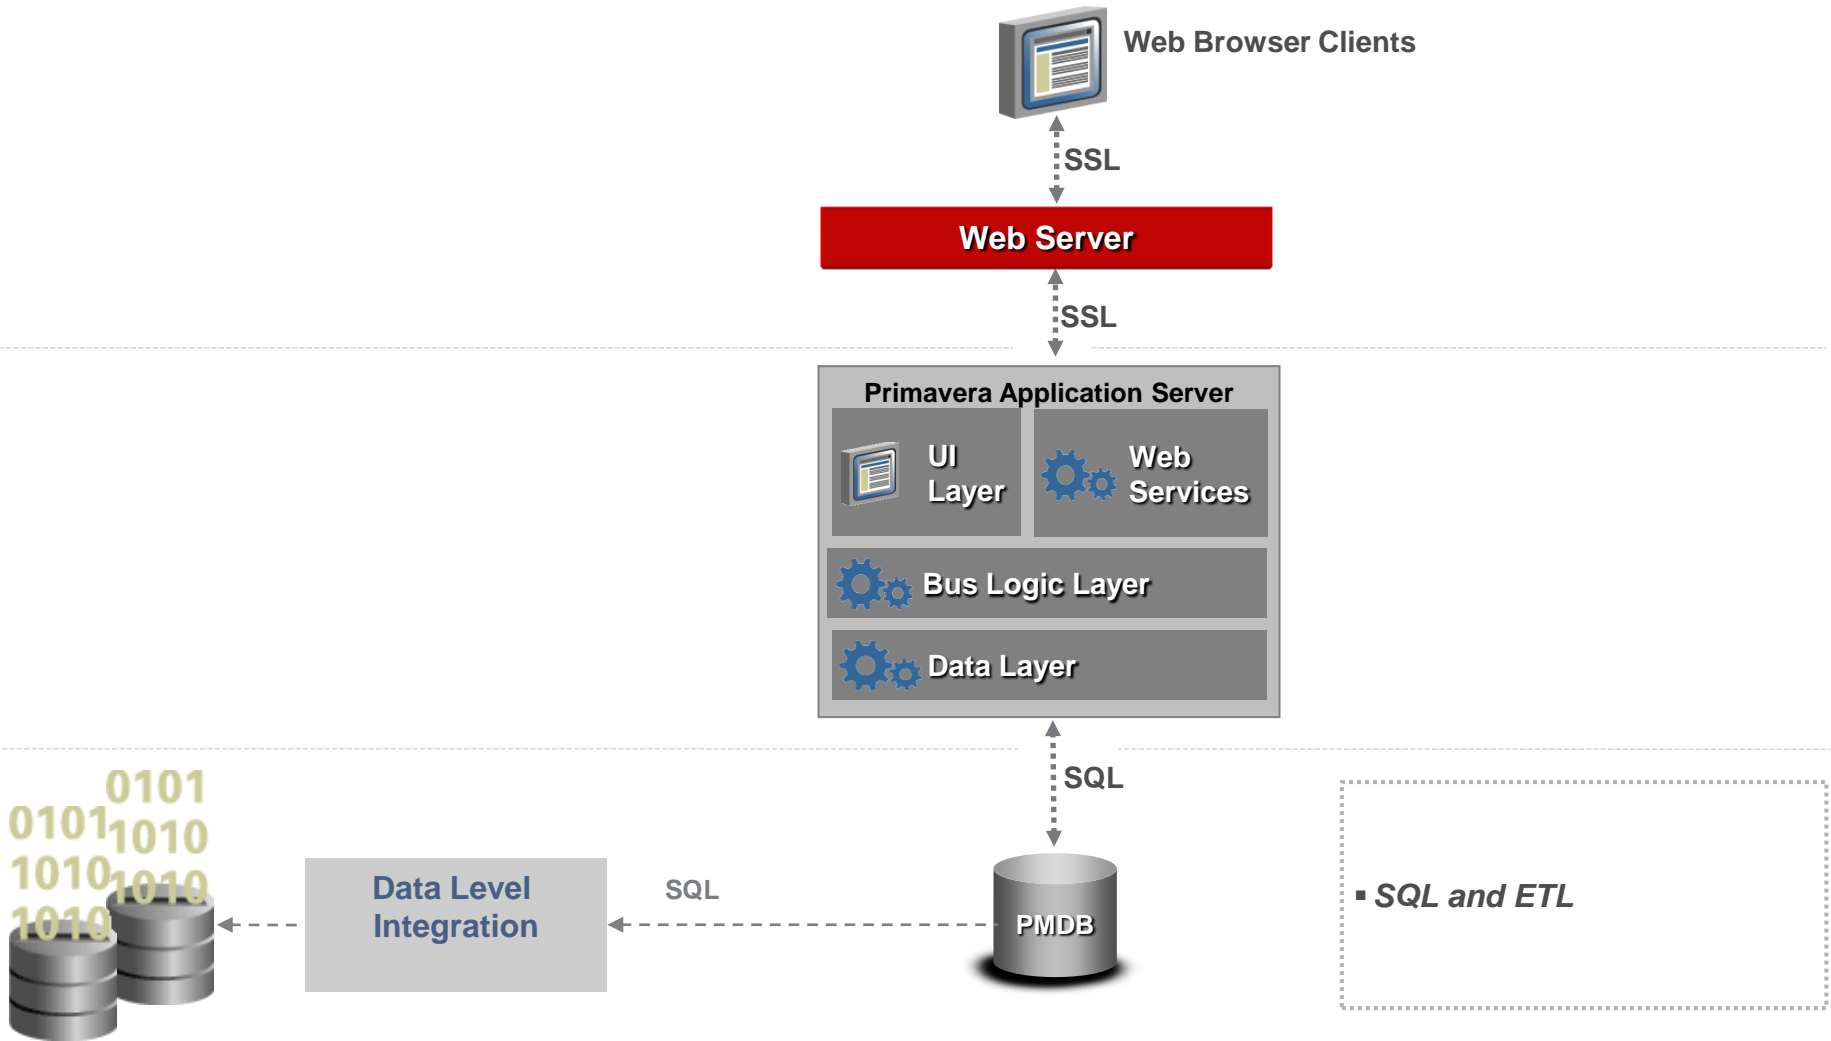 Web Browser Clients
SSL
Web Server
SSL
Primavera Application Server
UI
Layer
Web
Services
Bus Logic Layer
Data Layer
SQL
0101
1010
1010
0101
1010
1010
Data Level
Integration
SQL
PMDB
▪ SQL and ETL